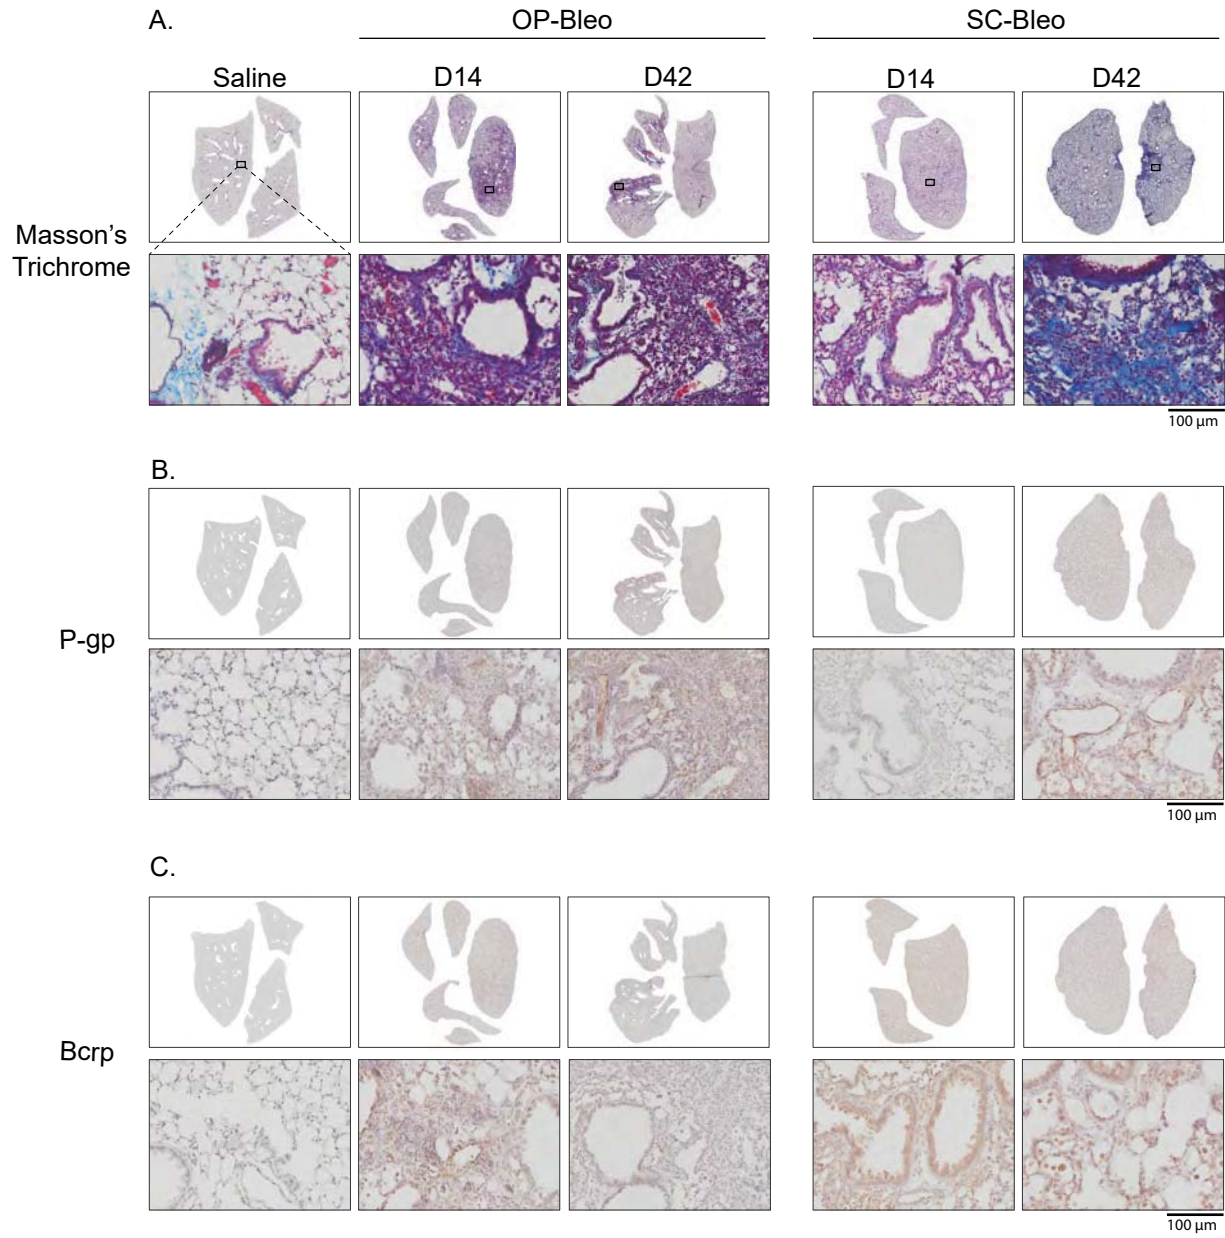 A.
OP-Bleo
SC-Bleo
Saline
D14
D42
D14
D42
Masson's
Trichrome
100 µm
B.
P-gp
100 µm
C.
Bcrp
100 µm